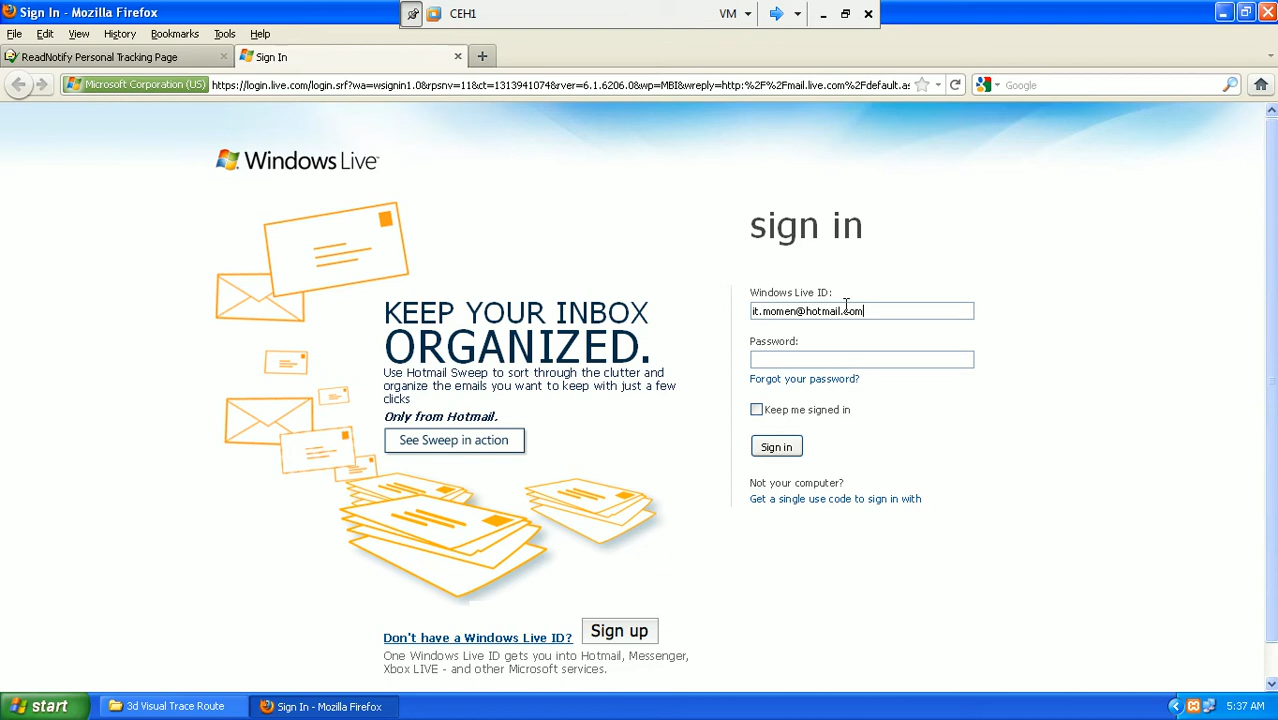 Sign In - Mozilla Firefox
CEH1
VM
File Edit View History Bookmarks Tools Help
ReadNotify Personal Tracking Page
Sign In
Microsoft Corporation (US)
https://login.live.com/login.srf?wa=wsignin1.0&rpsnv=11&ct=1313941074&rver=6.1.6206.0&wp=MBI&wreply=http:%2F%2Fmail.live.com%2Fdefault.as
Google
Windows Live
sign in
Windows Live ID:
it.momen@hotmail.com
Password:
Forgot your password?
Keep me signed in
Sign in
Not your computer?
Get a single use code to sign in with
KEEP YOUR INBOX
ORGANIZED.
Use Hotmail Sweep to sort through the clutter and
organize the emails you want to keep with just a few
clicks
Only from Hotmail.
See Sweep in action
Don't have a Windows Live ID? Sign up
One Windows Live ID gets you into Hotmail, Messenger,
Xbox LIVE - and other Microsoft services.
start
3d Visual Trace Route
Sign In - Mozilla Firefox
5:37 AM